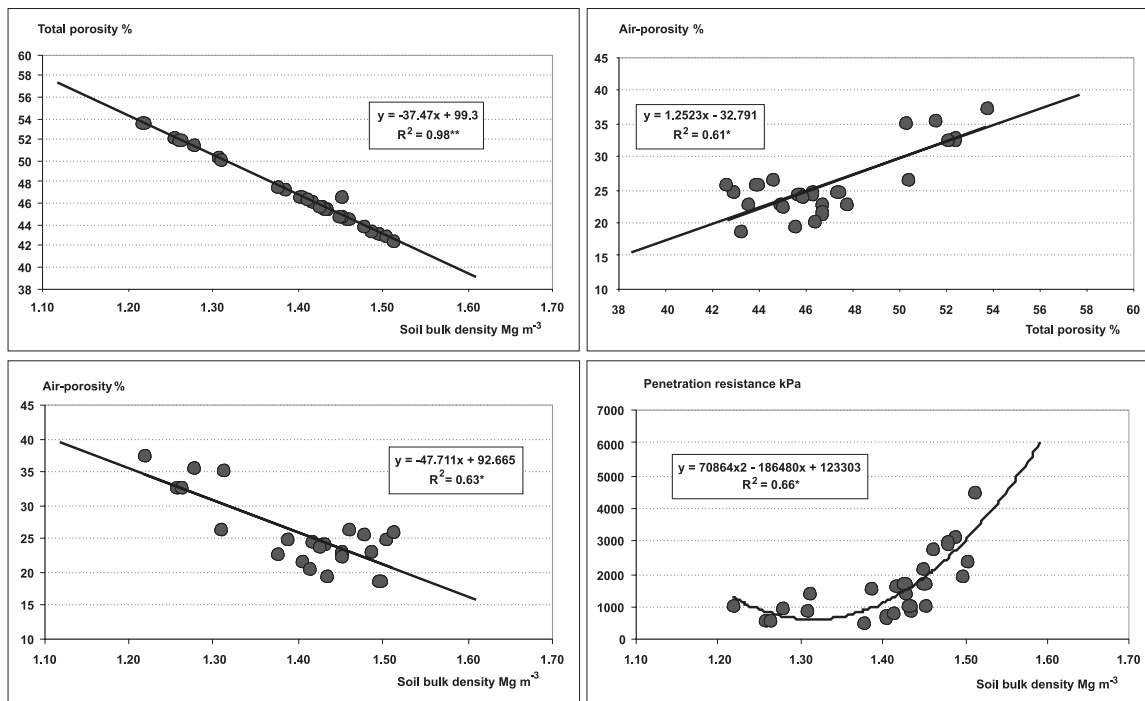 Total porosity %
60
58
56
54
52
50
48
46
44
42
40
38
y = -37.47x + 99.3
R² = 0.98**
1.10 1.20 1.30 1.40 1.50 1.60 1.70
Soil bulk density Mg m⁻³
Air-porosity %
45
40
35
30
25
20
15
10
y = 1.2523x - 32.791
R² = 0.61*
38 40 42 44 46 48 50 52 54 56 58 60
Total porosity %
Air-porosity %
45
40
35
30
25
20
15
10
y = -47.711x + 92.665
R² = 0.63*
1.10 1.20 1.30 1.40 1.50 1.60 1.70
Soil bulk density Mg m⁻³
Penetration resistance kPa
7000
6000
5000
4000
3000
2000
1000
0
y = 70864x2 - 186480x + 123303
R² = 0.66*
1.10 1.20 1.30 1.40 1.50 1.60 1.70
Soil bulk density Mg m⁻³